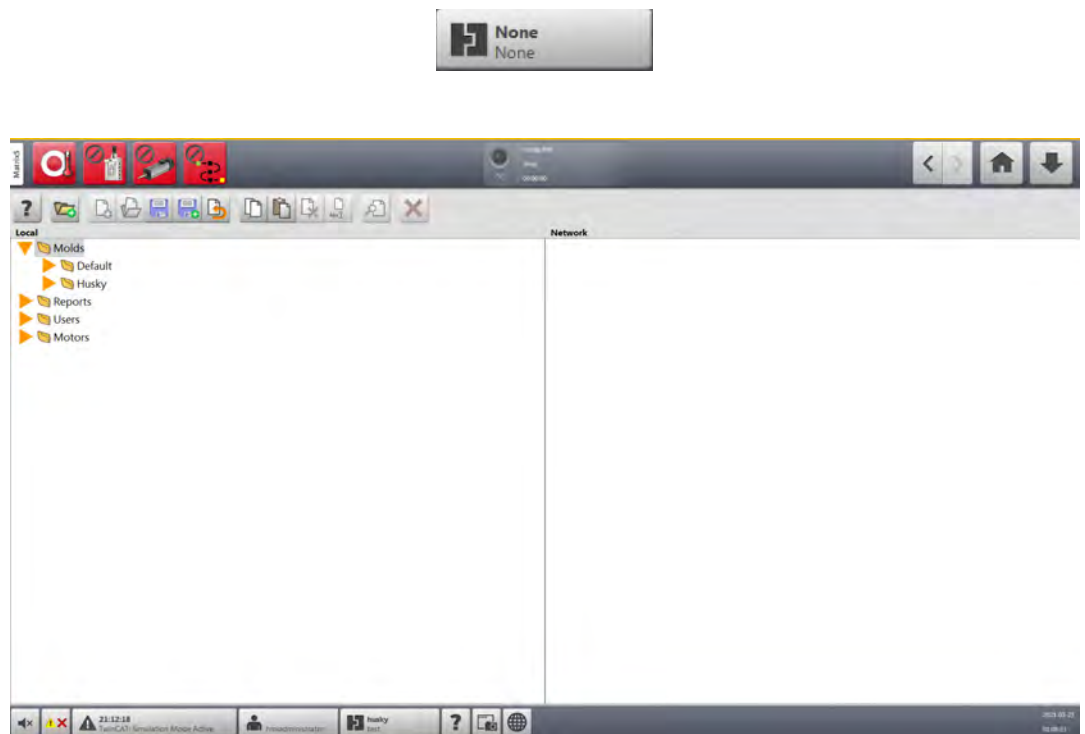 None
None
Matrix5
?
Local
Network
Molds
Default
Husky
Reports
Users
Motors
21:12:18
TwinCAT: Simulation Mode Active
husky
test
?